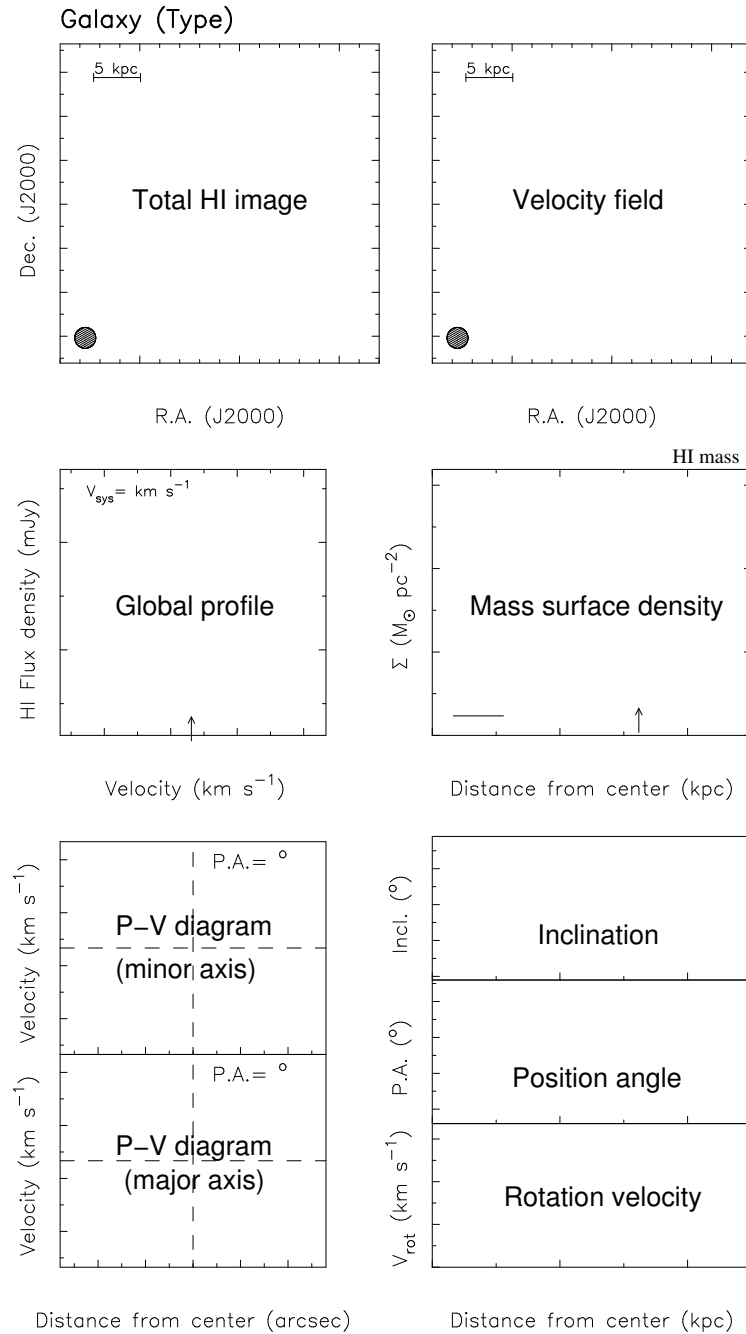 Galaxy (Type)
5 kpc
Total HI image
Dec. (J2000)
R.A. (J2000)
5 kpc
Velocity field
R.A. (J2000)
V_sys= km s⁻¹
Global profile
HI Flux density (mJy)
Velocity (km s⁻¹)
HI mass
Mass surface density
Σ (M_⊙ pc⁻²)
Distance from center (kpc)
P.A.= °
P−V diagram
(minor axis)
Velocity (km s⁻¹)
P.A.= °
P−V diagram
(major axis)
Velocity (km s⁻¹)
Distance from center (arcsec)
Incl. (°)
Inclination
P.A. (°)
Position angle
V_rot (km s⁻¹)
Rotation velocity
Distance from center (kpc)